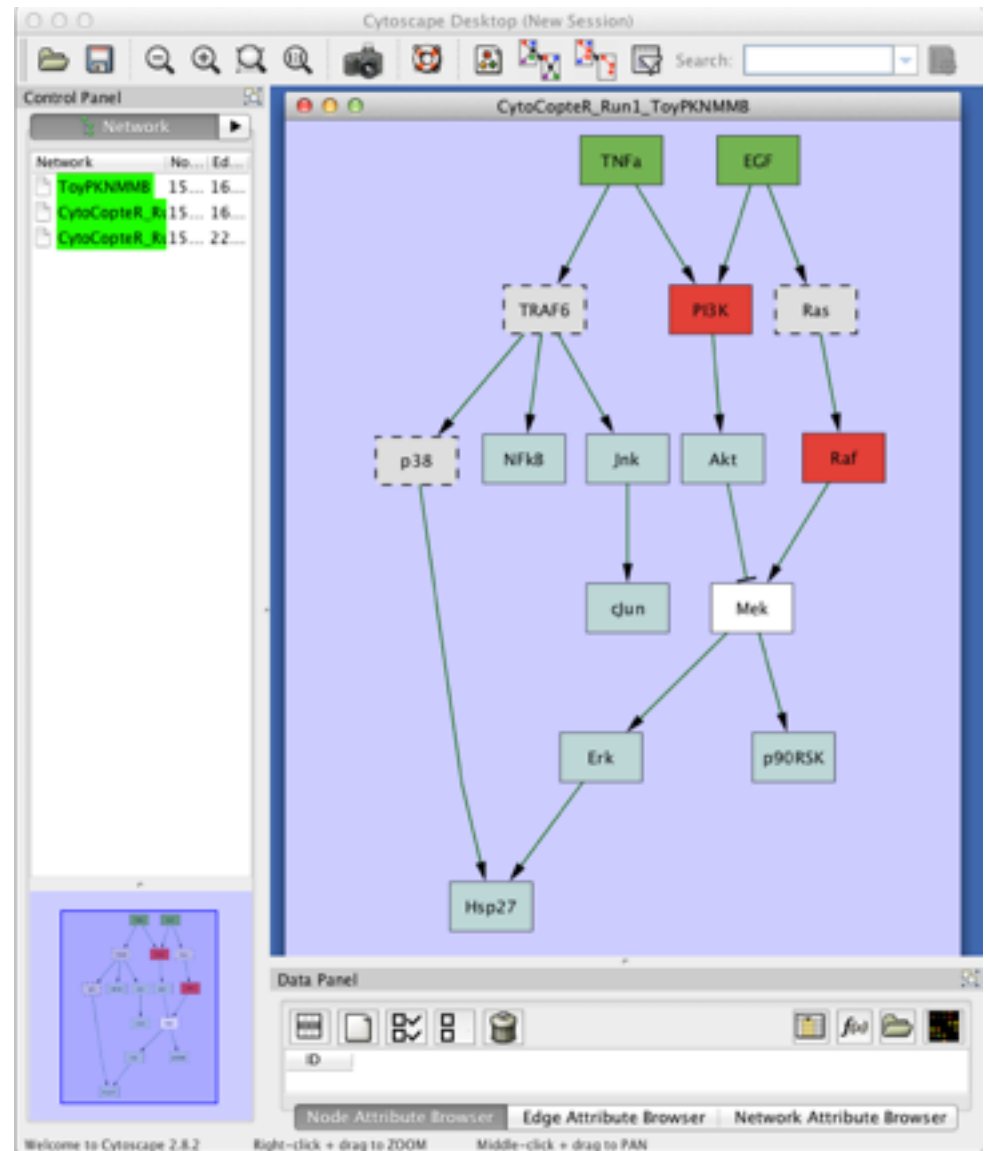 Cytoscape Desktop (New Session)
Search:
Control Panel
Network
Network No... Ed...
ToyPKNMMB 15... 16...
CytoCopteR_Ru 15... 16...
CytoCopteR_Ru 15... 22...
CytoCopteR_Run1_ToyPKNMMB
TNFa EGF
TRAF6 PI3K Ras
p38 NFkB Jnk Akt Raf
cJun Mek
Erk p90RSK
Hsp27
Data Panel
f(x)
ID
Node Attribute Browser Edge Attribute Browser Network Attribute Browser
Welcome to Cytoscape 2.8.2 Right-click + drag to ZOOM Middle-click + drag to PAN